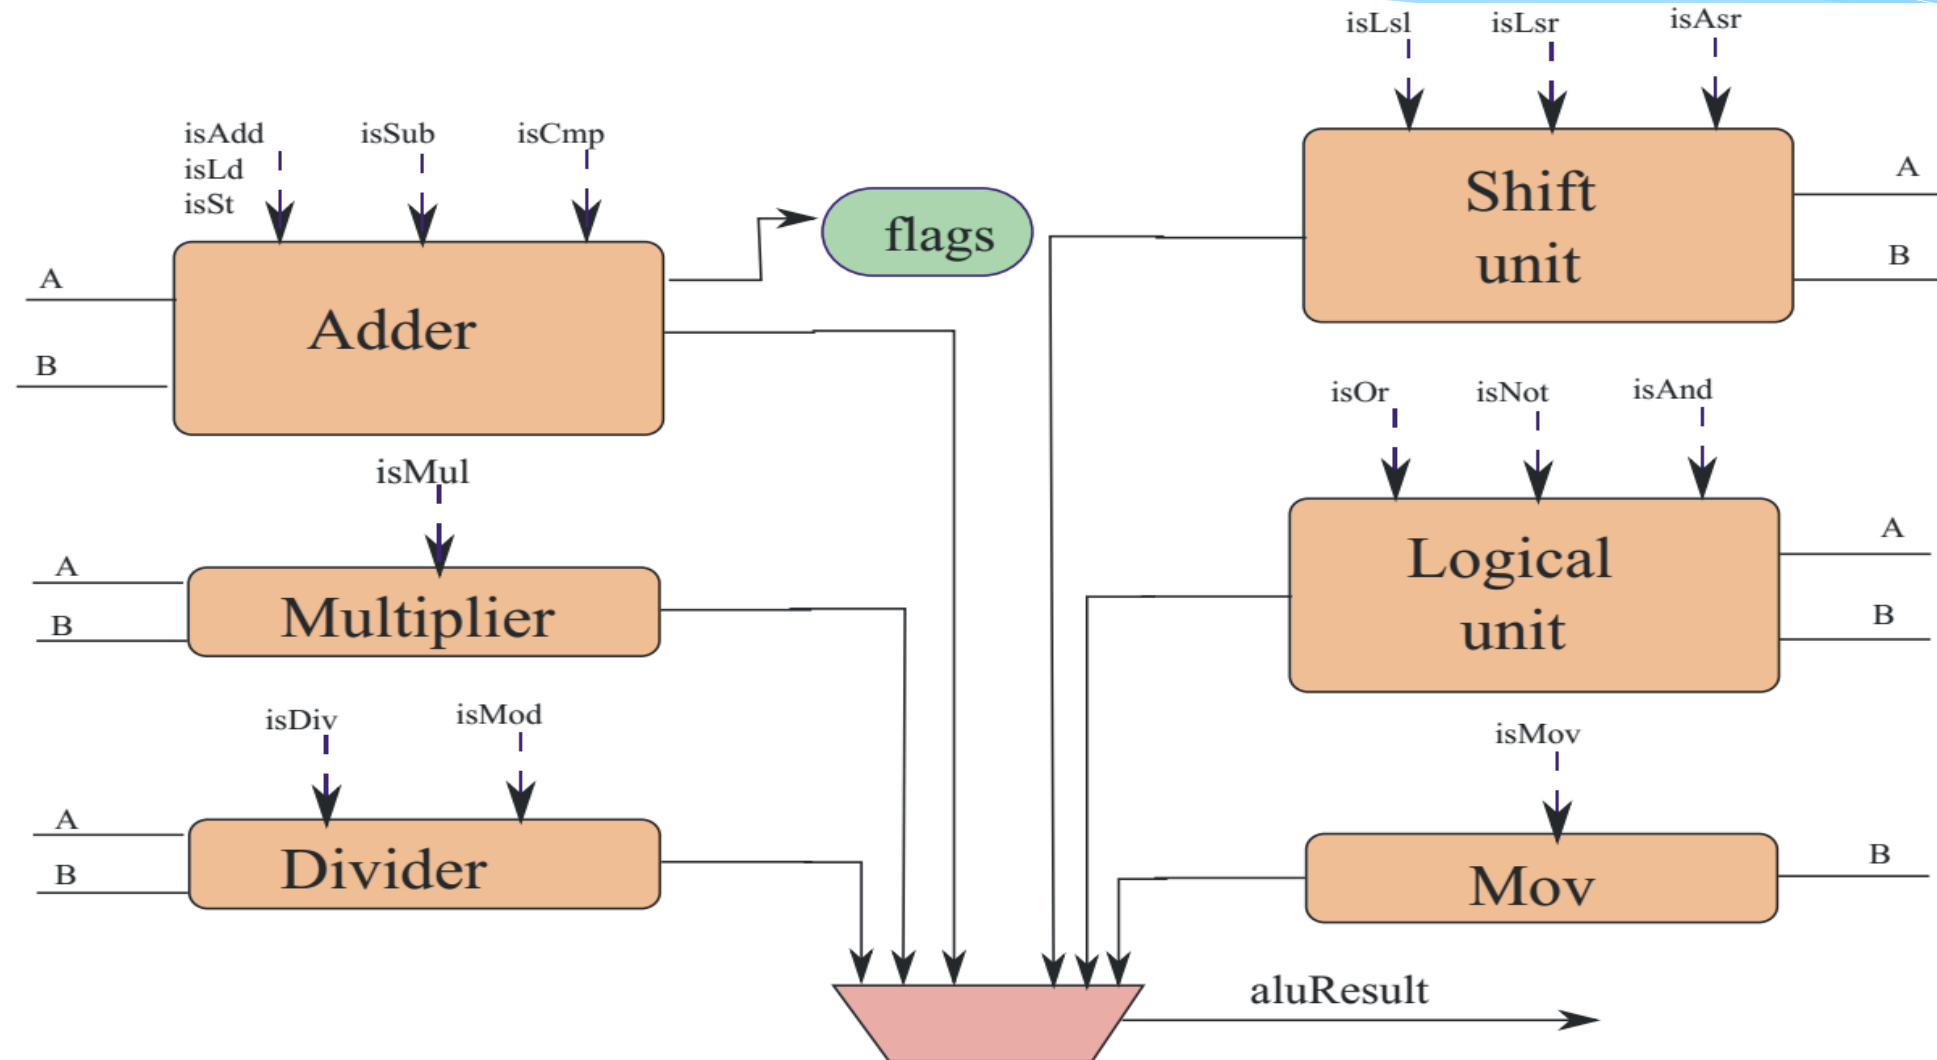 isAdd
isLd
isSt
isSub
isCmp
A
B
Adder
flags
isMul
A
B
Multiplier
isDiv
isMod
A
B
Divider
isLsl
isLsr
isAsr
Shift
unit
A
B
isOr
isNot
isAnd
Logical
unit
A
B
isMov
Mov
B
aluResult